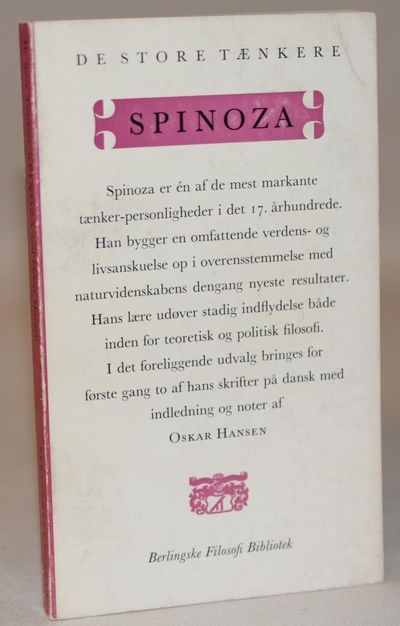 DE STORE TÆNKERE
SPINOZA
Spinoza er én af de mest markante
tænker-personligheder i det 17. århundrede.
Han bygger en omfattende verdens- og
livsanskuelse op i overensstemmelse med
naturvidenskabens dengang nyeste resultater.
Hans lære udøver stadig indflydelse både
inden for teoretisk og politisk filosofi.
I det foreliggende udvalg bringes for
første gang to af hans skrifter på dansk med
indledning og noter af
OSKAR HANSEN
Berlingske Filosofi Bibliotek